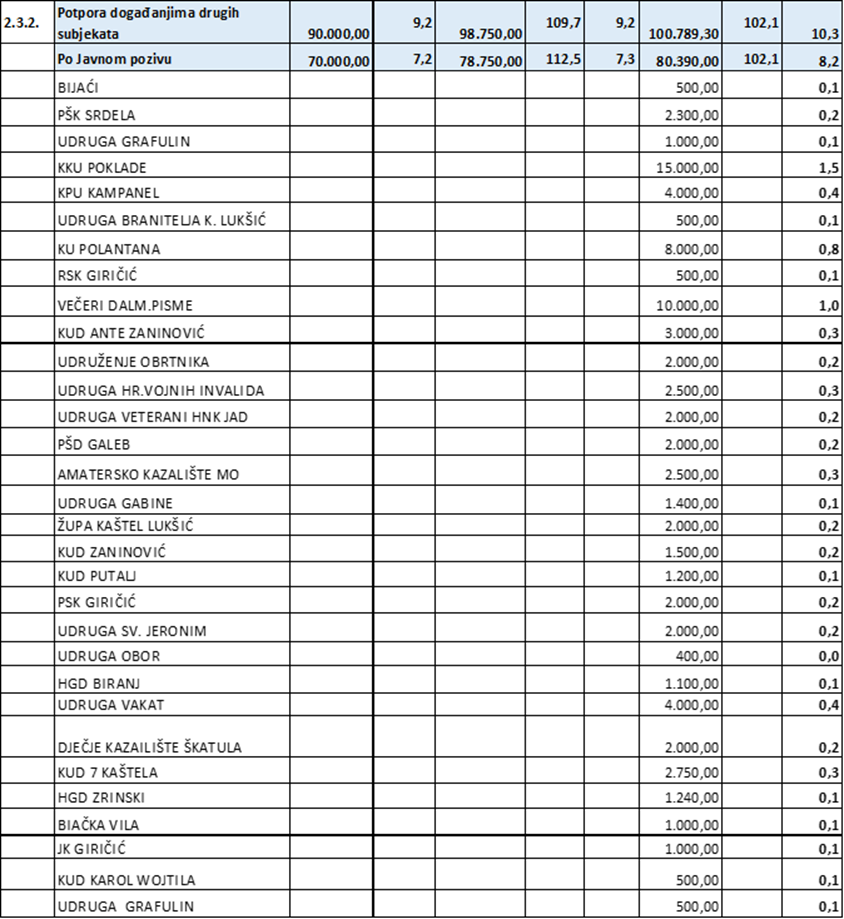 2.3.2. Potpora događanjima drugih subjekata 90.000,00 9,2 98.750,00 109,7 9,2 100.789,30 102,1 10,3
Po Javnom pozivu 70.000,00 7,2 78.750,00 112,5 7,3 80.390,00 102,1 8,2
BIJAĆI 500,00 0,1
PŠK SRDELA 2.300,00 0,2
UDRUGA GRAFULIN 1.000,00 0,1
KKU POKLADE 15.000,00 1,5
KPU KAMPANEL 4.000,00 0,4
UDRUGA BRANITELJA K. LUKŠIĆ 500,00 0,1
KU POLANTANA 8.000,00 0,8
RSK GIRIČIĆ 500,00 0,1
VEČERI DALM.PISME 10.000,00 1,0
KUD ANTE ZANINOVIĆ 3.000,00 0,3
UDRUŽENJE OBRTNIKA 2.000,00 0,2
UDRUGA HR.VOJNIH INVALIDA 2.500,00 0,3
UDRUGA VETERANI HNK JAD 2.000,00 0,2
PŠD GALEB 2.000,00 0,2
AMATERSKO KAZALIŠTE MO 2.500,00 0,3
UDRUGA GABINE 1.400,00 0,1
ŽUPA KAŠTEL LUKŠIĆ 2.000,00 0,2
KUD ZANINOVIĆ 1.500,00 0,2
KUD PUTALJ 1.200,00 0,1
PSK GIRIČIĆ 2.000,00 0,2
UDRUGA SV. JERONIM 2.000,00 0,2
UDRUGA OBOR 400,00 0,0
HGD BIRANJ 1.100,00 0,1
UDRUGA VAKAT 4.000,00 0,4
DJEČJE KAZAILIŠTE ŠKATULA 2.000,00 0,2
KUD 7 KAŠTELA 2.750,00 0,3
HGD ZRINSKI 1.240,00 0,1
BIAČKA VILA 1.000,00 0,1
JK GIRIČIĆ 1.000,00 0,1
KUD KAROL WOJTILA 500,00 0,1
UDRUGA GRAFULIN 500,00 0,1